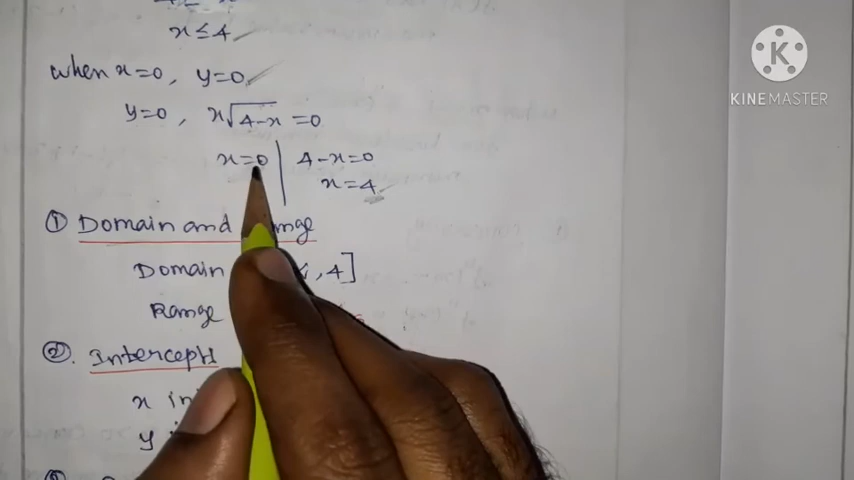 x ≤ 4
when x=0, y=0
y=0, x√4-x =0
x=0 | 4-x=0
x=4
① Domain and
Domain , 4]
Range
②. Intercepts
x
y
KINEMASTER